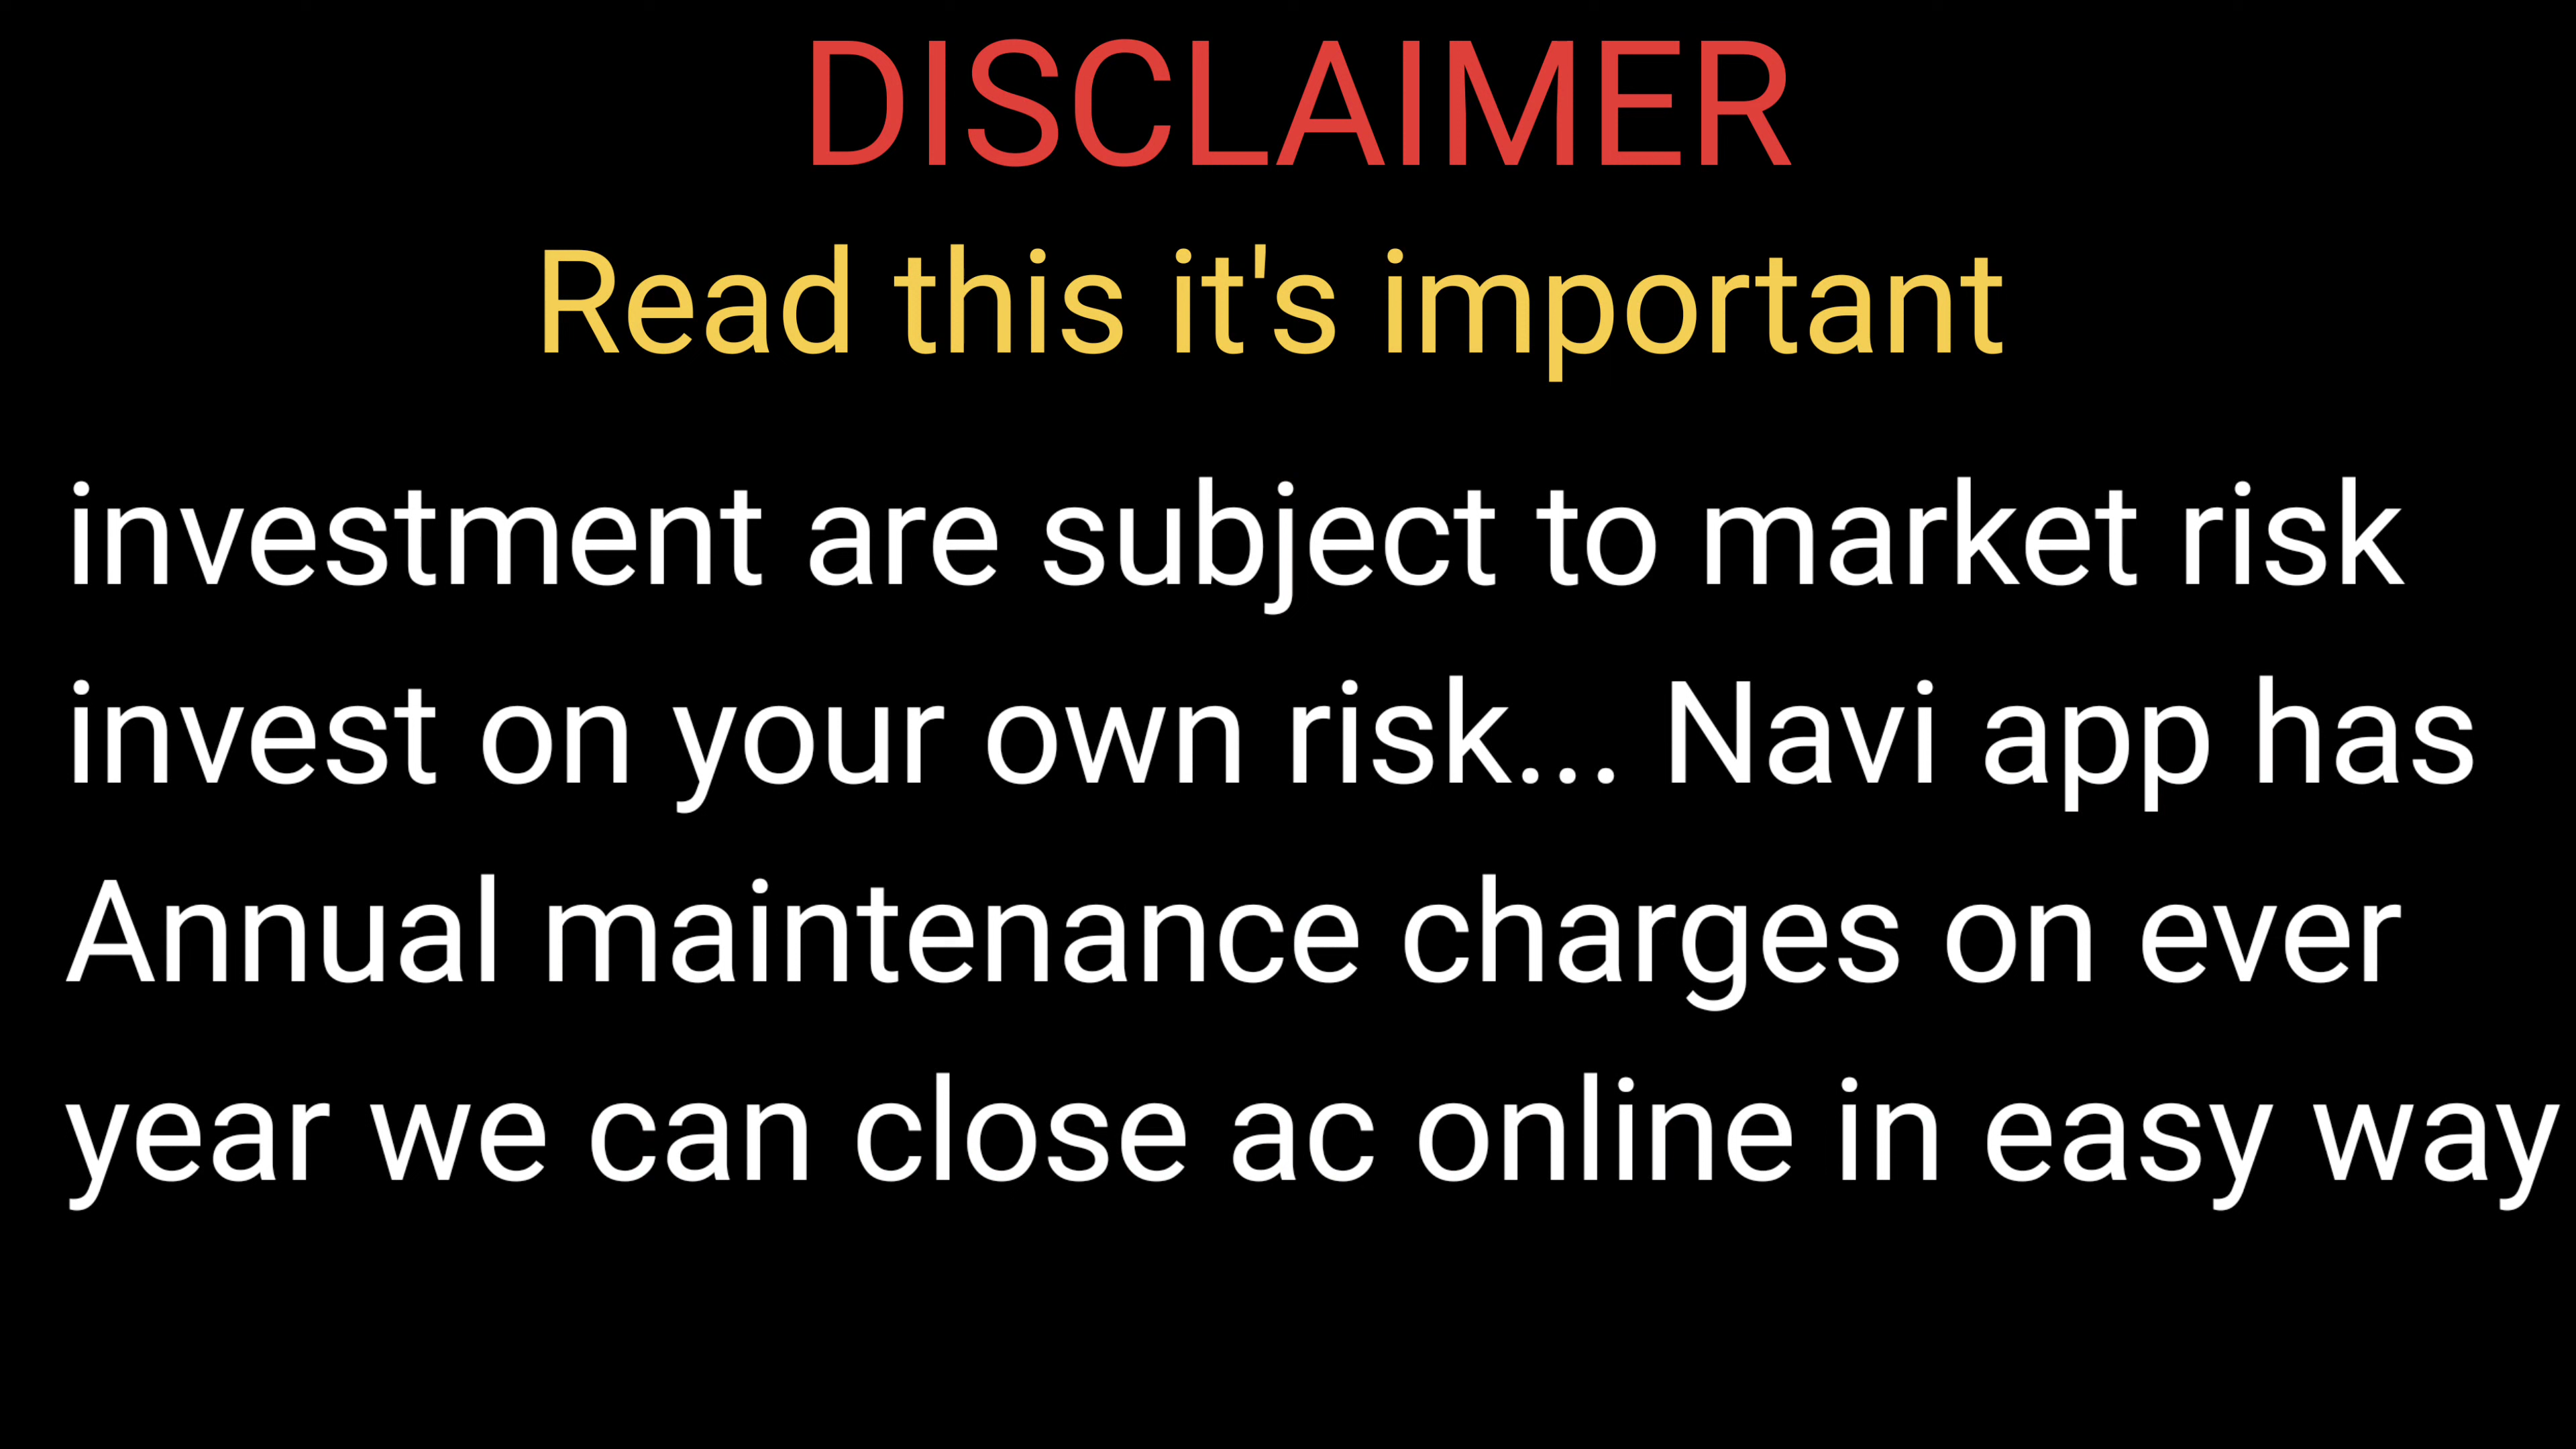 DISCLAIMER
Read this it's important
investment are subject to market risk
invest on your own risk... Navi app has
Annual maintenance charges on ever
year we can close ac online in easy way